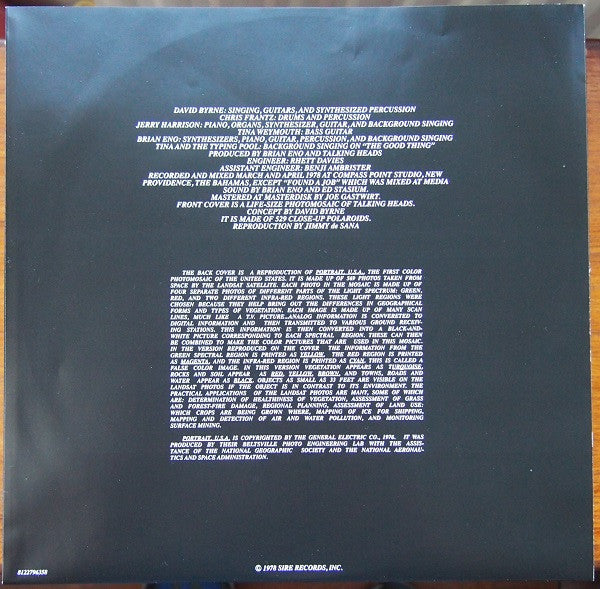 DAVID BYRNE: SINGING, GUITARS, AND SYNTHESIZED PERCUSSION
CHRIS FRANTZ: DRUMS AND PERCUSSION
JERRY HARRISON: PIANO, ORGANS, SYNTHESIZER, GUITAR, AND BACKGROUND SINGING
TINA WEYMOUTH: BASS GUITAR
BRIAN ENO: SYNTHESIZERS, PIANO, GUITAR, PERCUSSION, AND BACKGROUND SINGING
TINA AND THE TYPING POOL: BACKGROUND SINGING ON "THE GOOD THING"
PRODUCED BY BRIAN ENO AND TALKING HEADS
ENGINEER: RHETT DAVIES
ASSISTANT ENGINEER: BENJI AMBRISTER
RECORDED AND MIXED MARCH AND APRIL 1978 AT COMPASS POINT STUDIO, NEW
PROVIDENCE, THE BAHAMAS, EXCEPT "FOUND A JOB" WHICH WAS MIXED AT MEDIA
SOUND BY BRIAN ENO AND ED STASIUM.
MASTERED AT MASTERDISK BY JOE GASTWIRT.
FRONT COVER IS A LIFE-SIZE PHOTOMOSAIC OF TALKING HEADS.
CONCEPT BY DAVID BYRNE
IT IS MADE OF 529 CLOSE-UP POLAROIDS.
REPRODUCTION BY JIMMY de SANA
THE BACK COVER IS A REPRODUCTION OF PORTRAIT, U.S.A., THE FIRST COLOR
PHOTOMOSAIC OF THE UNITED STATES. IT IS MADE UP OF 569 PHOTOS TAKEN FROM
SPACE BY THE LANDSAT SATELLITE. EACH PHOTO IN THE MOSAIC IS MADE UP OF
FOUR SEPARATE PHOTOS OF DIFFERENT PARTS OF THE LIGHT SPECTRUM: GREEN,
RED, AND TWO DIFFERENT INFRA-RED REGIONS. THESE LIGHT REGIONS WERE
CHOSEN BECAUSE THEY HELP BRING OUT THE DIFFERENCES IN GEOGRAPHICAL
FORMS AND TYPES OF VEGETATION. EACH IMAGE IS MADE UP OF MANY SCAN
LINES, MUCH LIKE A T.V. PICTURE. ANALOG INFORMATION IS CONVERTED TO
DIGITAL INFORMATION AND THEN TRANSMITTED TO VARIOUS GROUND RECEIV-
ING STATIONS. THIS INFORMATION IS THEN CONVERTED INTO A BLACK-AND-
WHITE PICTURE CORRESPONDING TO EACH SPECTRAL REGION. THESE CAN THEN
BE COMBINED TO MAKE THE COLOR PICTURES THAT ARE USED IN THIS MOSAIC.
IN THE VERSION REPRODUCED ON THE COVER THE INFORMATION FROM THE
GREEN SPECTRAL REGION IS PRINTED AS YELLOW, THE RED REGION IS PRINTED
AS MAGENTA, AND THE INFRA-RED REGION IS PRINTED AS CYAN. THIS IS CALLED A
FALSE COLOR IMAGE. IN THIS VERSION VEGETATION APPEARS AS TURQUOISE,
ROCKS AND SOIL APPEAR AS RED, YELLOW, BROWN, AND TOWNS, ROADS AND
WATER APPEAR AS BLACK. OBJECTS AS SMALL AS 33 FEET ARE VISIBLE ON THE
LANDSAT PHOTOS IF THE OBJECT IS IN CONTRAST TO ITS ENVIRONMENT. THE
PRACTICAL APPLICATIONS OF THE LANDSAT PHOTOS ARE MANY, SOME OF WHICH
ARE: DETERMINATION OF HEALTHINESS OF VEGETATION, ASSESSMENT OF GRASS
AND FOREST-FIRE DAMAGE, REGIONAL PLANNING, ASSESSMENT OF LAND USE:
WHICH CROPS ARE BEING GROWN WHERE, MAPPING OF ICE FOR SHIPPING,
MAPPING AND DETECTION OF AIR AND WATER POLLUTION, AND MONITORING
SURFACE MINING.
PORTRAIT, U.S.A. IS COPYRIGHTED BY THE GENERAL ELECTRIC CO., 1976. IT WAS
PRODUCED BY THEIR BELTSVILLE PHOTO ENGINEERING LAB WITH THE ASSIS-
TANCE OF THE NATIONAL GEOGRAPHIC SOCIETY AND THE NATIONAL AERONAU-
TICS AND SPACE ADMINISTRATION.
8122796358
© 1978 SIRE RECORDS, INC.